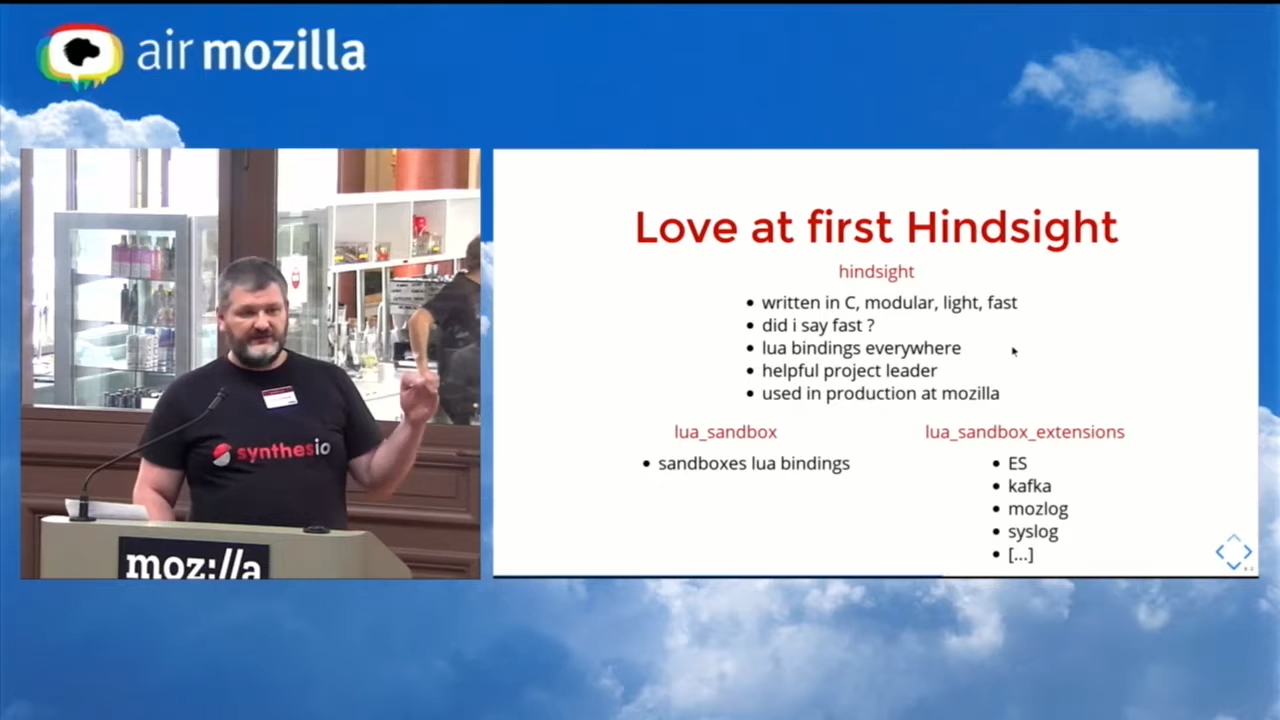 air mozilla
synthesio
moz://a
Love at first Hindsight
hindsight
written in C, modular, light, fast
did i say fast ?
lua bindings everywhere
helpful project leader
used in production at mozilla
lua_sandbox
sandboxes lua bindings
lua_sandbox_extensions
ES
kafka
mozlog
syslog
[...]